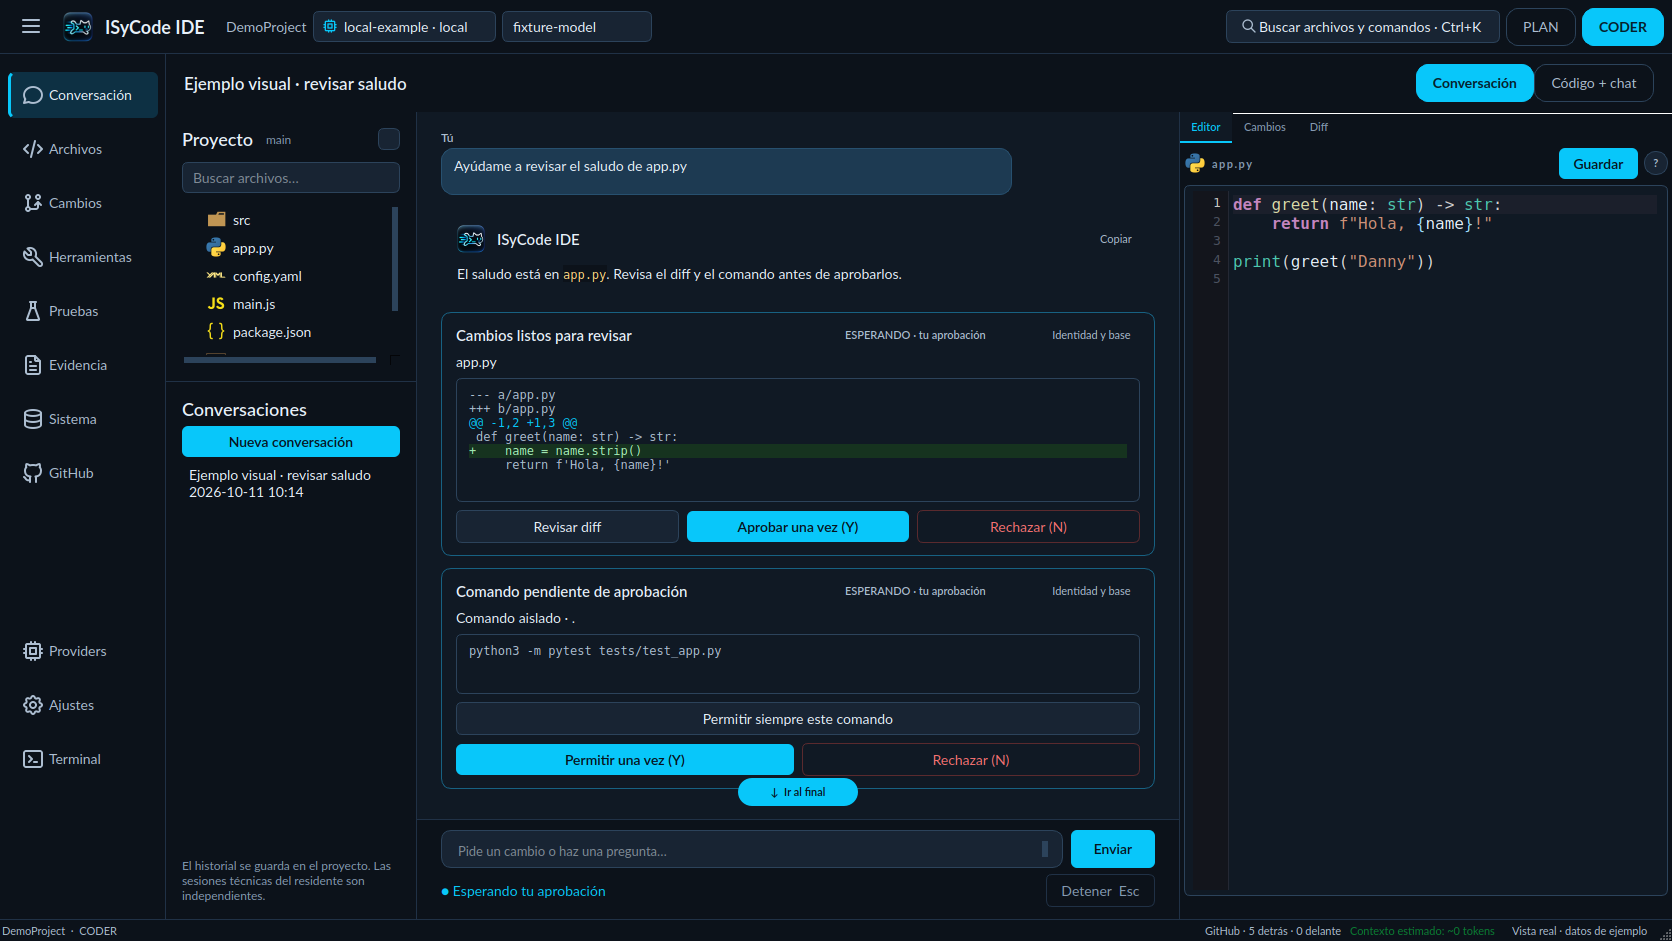 ISyCode IDE
DemoProject
local-example · local
fixture-model
Buscar archivos y comandos · Ctrl+K
PLAN
CODER
Conversación
Archivos
Cambios
Herramientas
Pruebas
Evidencia
Sistema
GitHub
Providers
Ajustes
Terminal
Ejemplo visual · revisar saludo
Conversación
Código + chat
Proyecto main
Buscar archivos...
src
app.py
config.yaml
JS main.js
{ } package.json
Conversaciones
Nueva conversación
Ejemplo visual · revisar saludo
2026-10-11 10:14
El historial se guarda en el proyecto. Las
sesiones técnicas del residente son
independientes.
Tú
Ayúdame a revisar el saludo de app.py
ISyCode IDE
Copiar
El saludo está en app.py. Revisa el diff y el comando antes de aprobarlos.
Cambios listos para revisar
ESPERANDO · tu aprobación
Identidad y base
app.py
--- a/app.py
+++ b/app.py
@@ -1,2 +1,3 @@
def greet(name: str) -> str:
+    name = name.strip()
return f'Hola, {name}!'
Revisar diff
Aprobar una vez (Y)
Rechazar (N)
Comando pendiente de aprobación
ESPERANDO · tu aprobación
Identidad y base
Comando aislado · .
python3 -m pytest tests/test_app.py
Permitir siempre este comando
Permitir una vez (Y)
Rechazar (N)
↓ Ir al final
Pide un cambio o haz una pregunta...
Enviar
Esperando tu aprobación
Detener Esc
Editor
Cambios
Diff
app.py
Guardar
?
1 def greet(name: str) -> str:
2     return f"Hola, {name}!"
3
4 print(greet("Danny"))
5
DemoProject · CODER
GitHub · 5 detrás · 0 delante
Contexto estimado: ~0 tokens
Vista real · datos de ejemplo